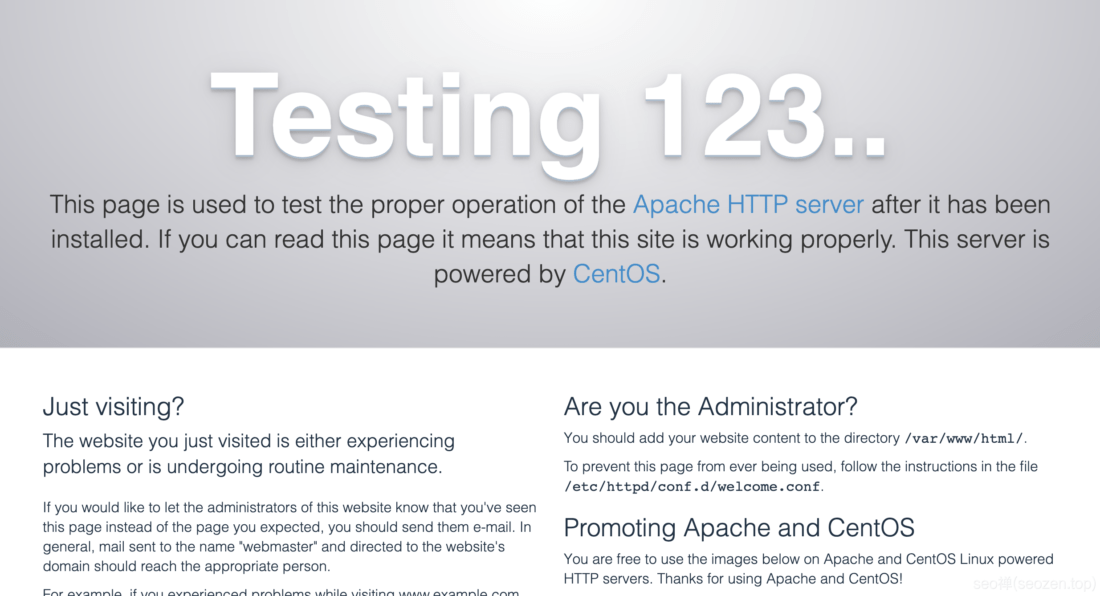 Testing 123..
This page is used to test the proper operation of the Apache HTTP server after it has been
installed. If you can read this page it means that this site is working properly. This server is
powered by CentOS.
Just visiting?
The website you just visited is either experiencing
problems or is undergoing routine maintenance.
If you would like to let the administrators of this website know that you've seen
this page instead of the page you expected, you should send them e-mail. In
general, mail sent to the name "webmaster" and directed to the website's
domain should reach the appropriate person.
For example, if you experienced problems while visiting www.example.com,
Are you the Administrator?
You should add your website content to the directory /var/www/html/.
To prevent this page from ever being used, follow the instructions in the file
/etc/httpd/conf.d/welcome.conf.
Promoting Apache and CentOS
You are free to use the images below on Apache and CentOS Linux powered
HTTP servers. Thanks for using Apache and CentOS!
seo禅(seozen.top)